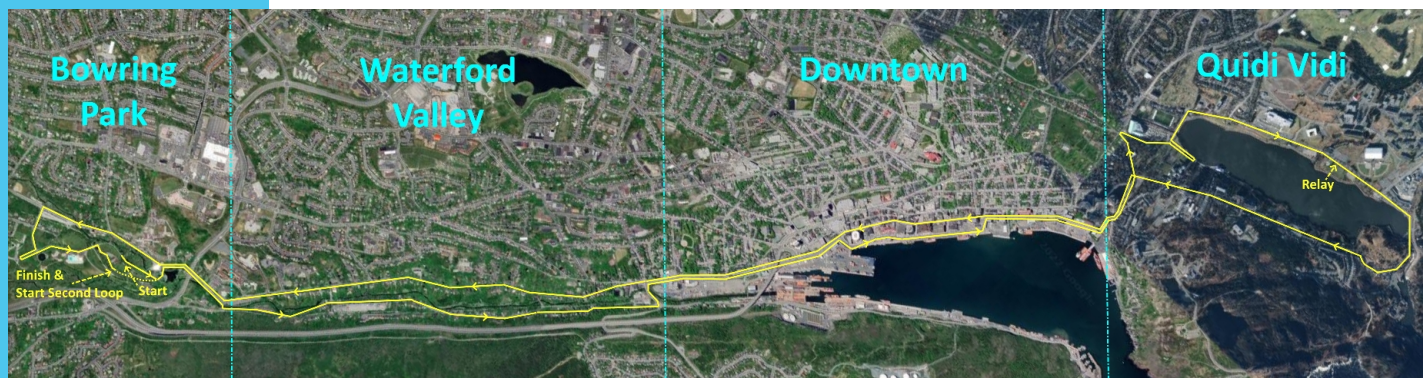 Bowring
Park
Waterford
Valley
Downtown
Quidi Vidi
Relay
Finish &
Start Second Loop
Start